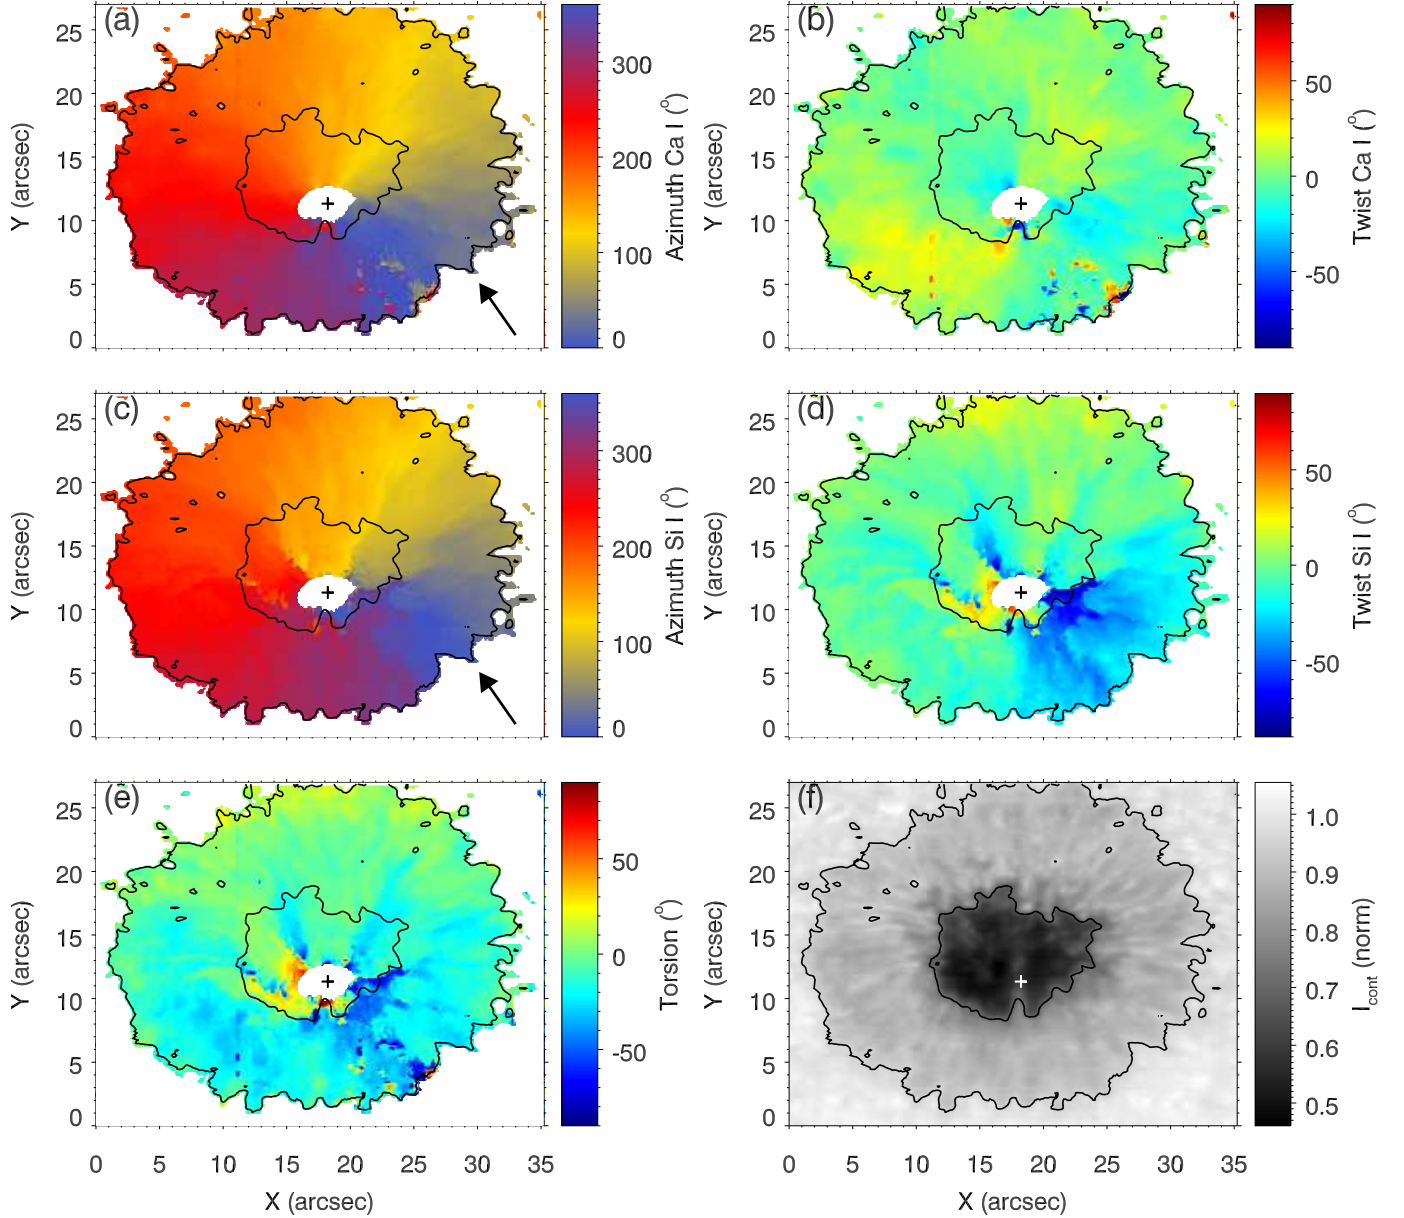 (a)
25
20
15
10
5
0
Y (arcsec)
300
200
100
0
Azimuth Ca I (°)
(b)
25
20
15
10
5
0
Y (arcsec)
50
0
-50
Twist Ca I (°)
(c)
25
20
15
10
5
0
Y (arcsec)
300
200
100
0
Azimuth Si I (°)
(d)
25
20
15
10
5
0
Y (arcsec)
50
0
-50
Twist Si I (°)
(e)
25
20
15
10
5
0
Y (arcsec)
0 5 10 15 20 25 30 35
X (arcsec)
50
0
-50
Torsion (°)
(f)
25
20
15
10
5
0
Y (arcsec)
0 5 10 15 20 25 30 35
X (arcsec)
1.0
0.9
0.8
0.7
0.6
0.5
Icont (norm)